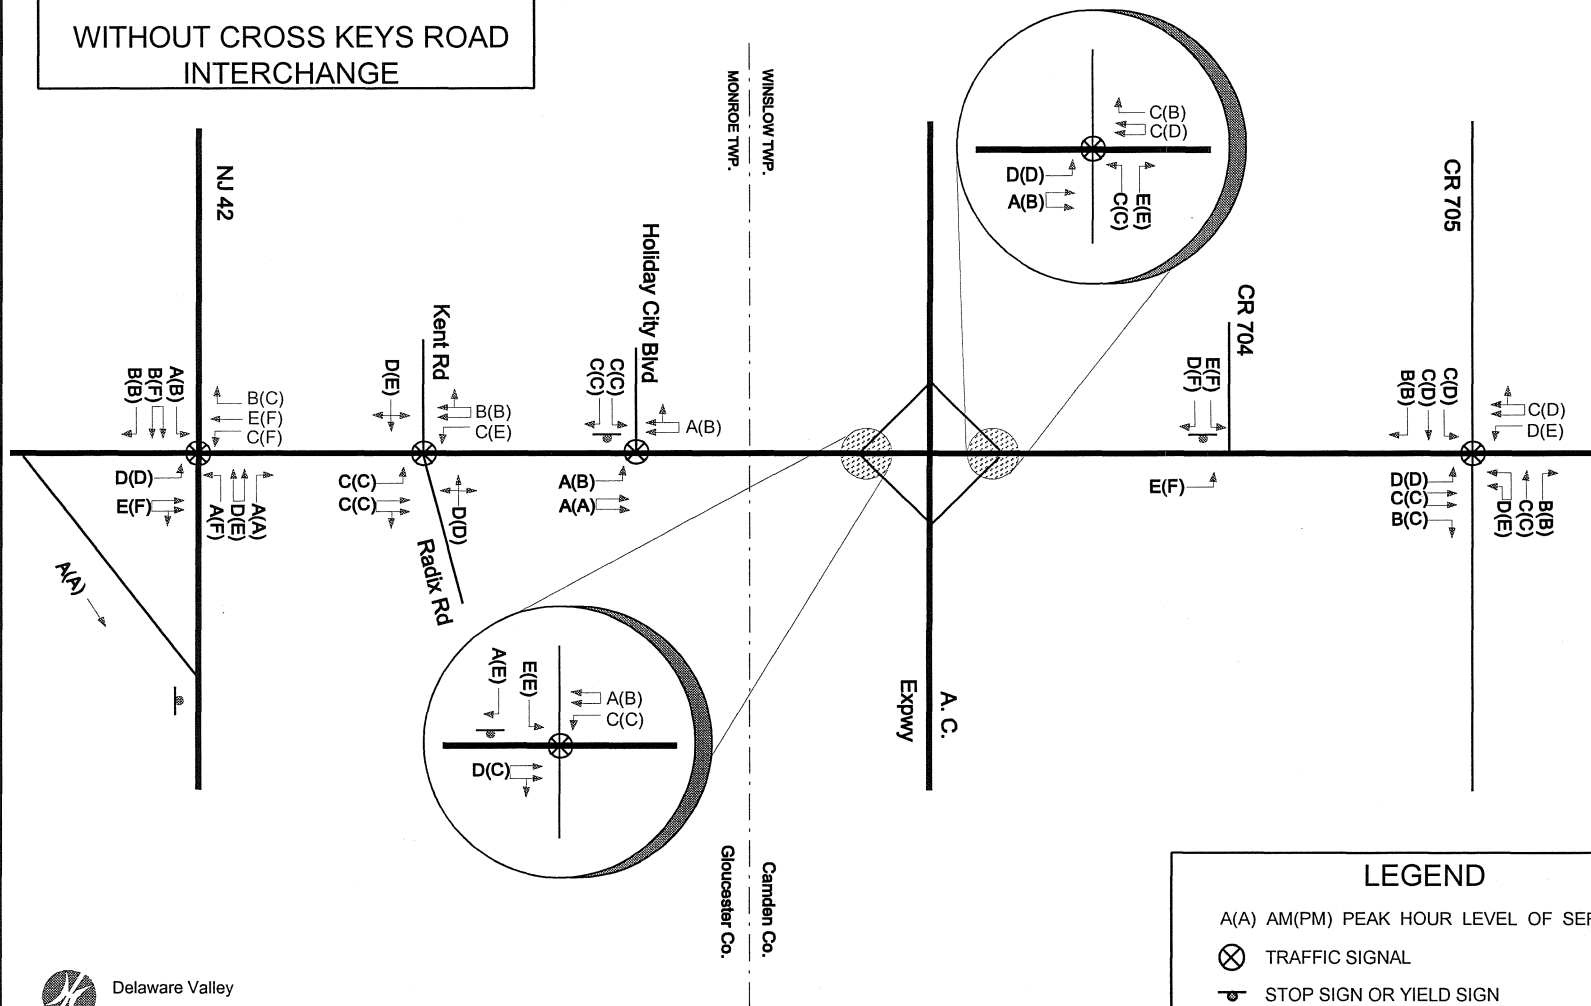 WITHOUT CROSS KEYS ROAD
INTERCHANGE
NJ 42
MONROE TWP.
WINSLOW TWP.
C(B)
C(D)
D(D)
A(B)
E(E)
C(C)
CR 705
CR 704
Holiday City Blvd
Kent Rd
A(B)
B(F)
B(B)
B(C)
E(F)
C(F)
D(E)
B(B)
C(E)
C(C)
C(C)
A(B)
E(F)
D(F)
C(D)
C(D)
B(B)
C(D)
D(E)
D(D)
E(F)
A(F)
D(E)
A(A)
C(C)
C(C)
D(D)
A(B)
A(A)
E(F)
D(D)
C(C)
B(C)
D(E)
C(C)
B(B)
A(A)
Radix Rd
A(E)
E(E)
A(B)
C(C)
D(C)
A. C.
Expwy
Gloucester Co.
Camden Co.
LEGEND
A(A) AM(PM) PEAK HOUR LEVEL OF SE
TRAFFIC SIGNAL
STOP SIGN OR YIELD SIGN
Delaware Valley